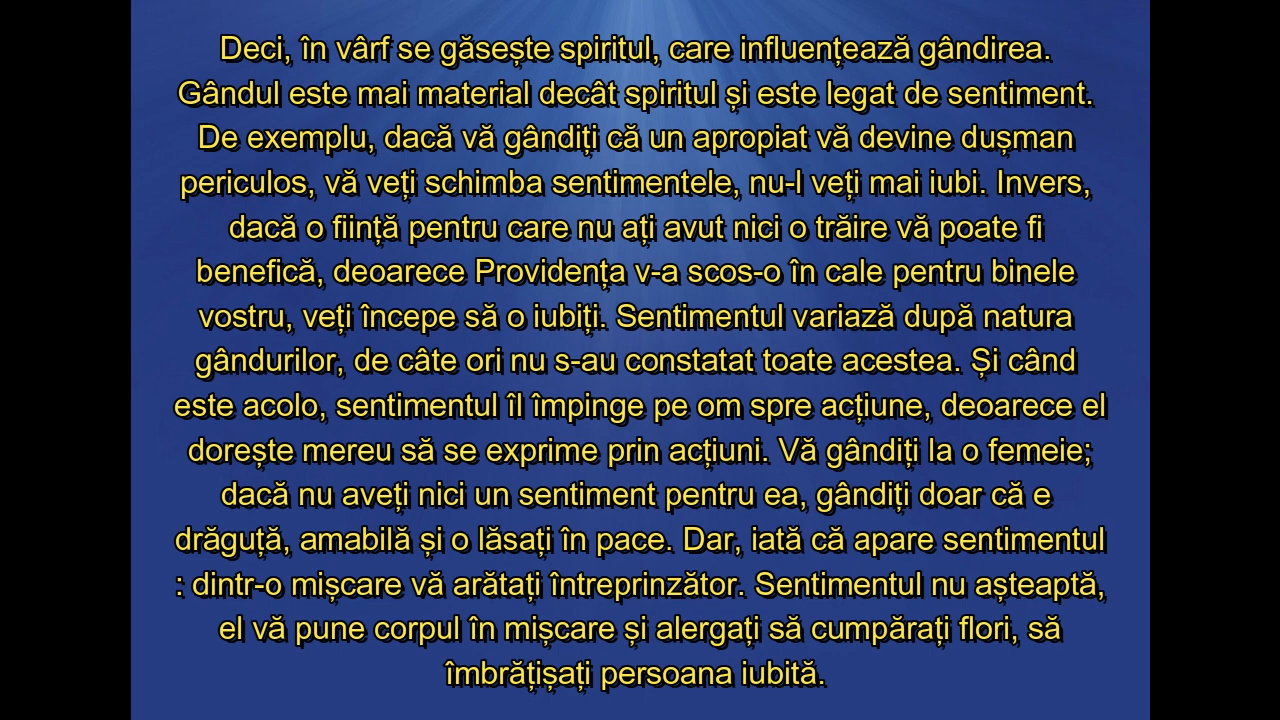 Deci, în vârf se găsește spiritul, care influențează gândirea.
Gândul este mai material decât spiritul și este legat de sentiment.
De exemplu, dacă vă gândiți că un apropiat vă devine dușman
periculos, vă veți schimba sentimentele, nu-l veți mai iubi. Invers,
dacă o ființă pentru care nu ați avut nici o trăire vă poate fi
benefică, deoarece Providența v-a scos-o în cale pentru binele
vostru, veți începe să o iubiți. Sentimentul variază după natura
gândurilor, de câte ori nu s-au constatat toate acestea. Și când
este acolo, sentimentul îl împinge pe om spre acțiune, deoarece el
dorește mereu să se exprime prin acțiuni. Vă gândiți la o femeie;
dacă nu aveți nici un sentiment pentru ea, gândiți doar că e
drăguță, amabilă și o lăsați în pace. Dar, iată că apare sentimentul
: dintr-o mișcare vă arătați întreprinzător. Sentimentul nu așteaptă,
el vă pune corpul în mișcare și alergați să cumpărați flori, să
îmbrățișați persoana iubită.